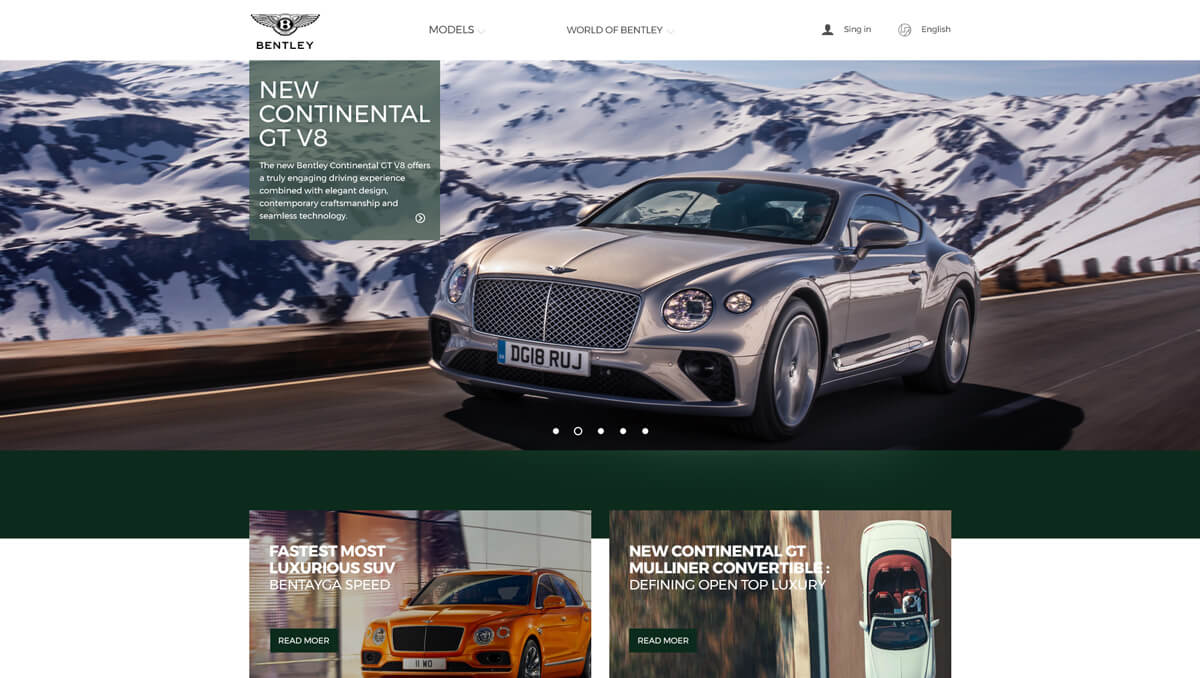 B
BENTLEY
MODELS
WORLD OF BENTLEY
Sing in
English
NEW
CONTINENTAL
GT V8
The new Bentley Continental GT V8 offers
a truly engaging driving experience
combined with elegant design,
contemporary craftsmanship and
seamless technology.
DG18 RUJ
FASTEST MOST
LUXURIOUS SUV
BENTAYGA SPEED
READ MOER
11 WO
NEW CONTINENTAL GT
MULLINER CONVERTIBLE :
DEFINING OPEN TOP LUXURY
READ MOER